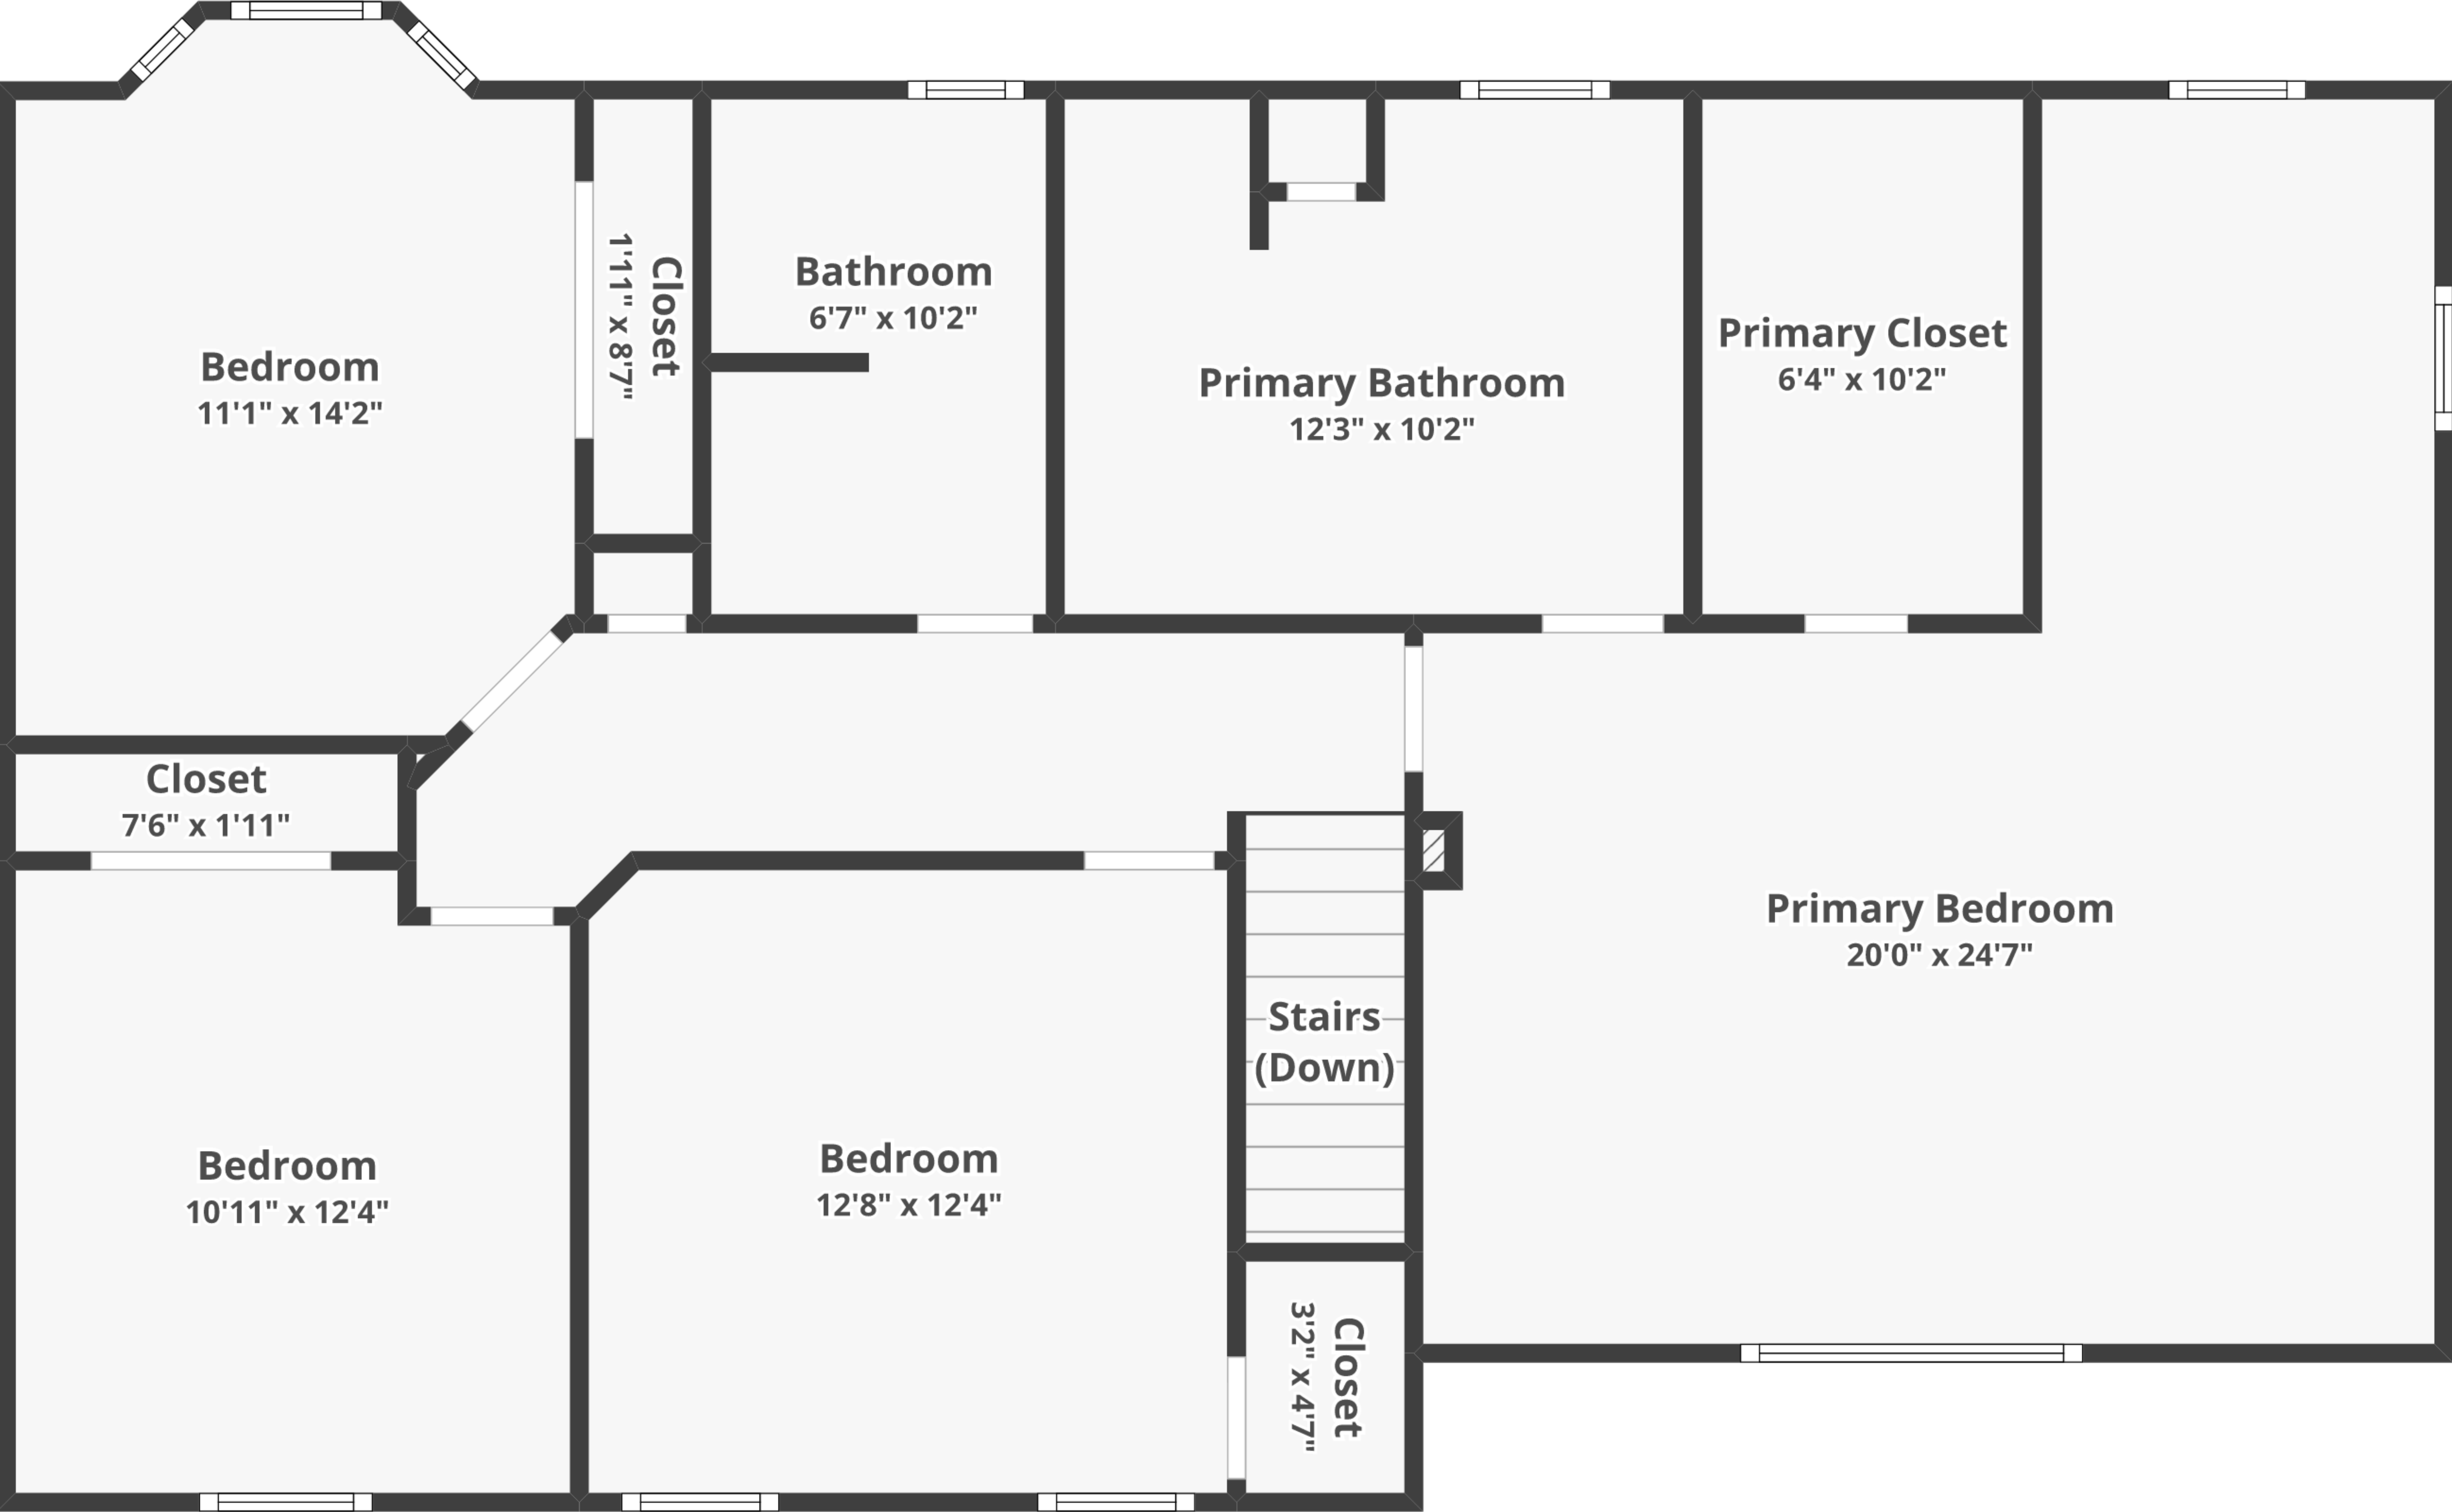 Bedroom
11'1" x 14'2"
Closet
1'11" x 8'7"
Bathroom
6'7" x 10'2"
Primary Bathroom
12'3" x 10'2"
Primary Closet
6'4" x 10'2"
Closet
7'6" x 1'11"
Primary Bedroom
20'0" x 24'7"
Stairs
(Down)
Bedroom
10'11" x 12'4"
Bedroom
12'8" x 12'4"
Closet
3'2" x 4'7"